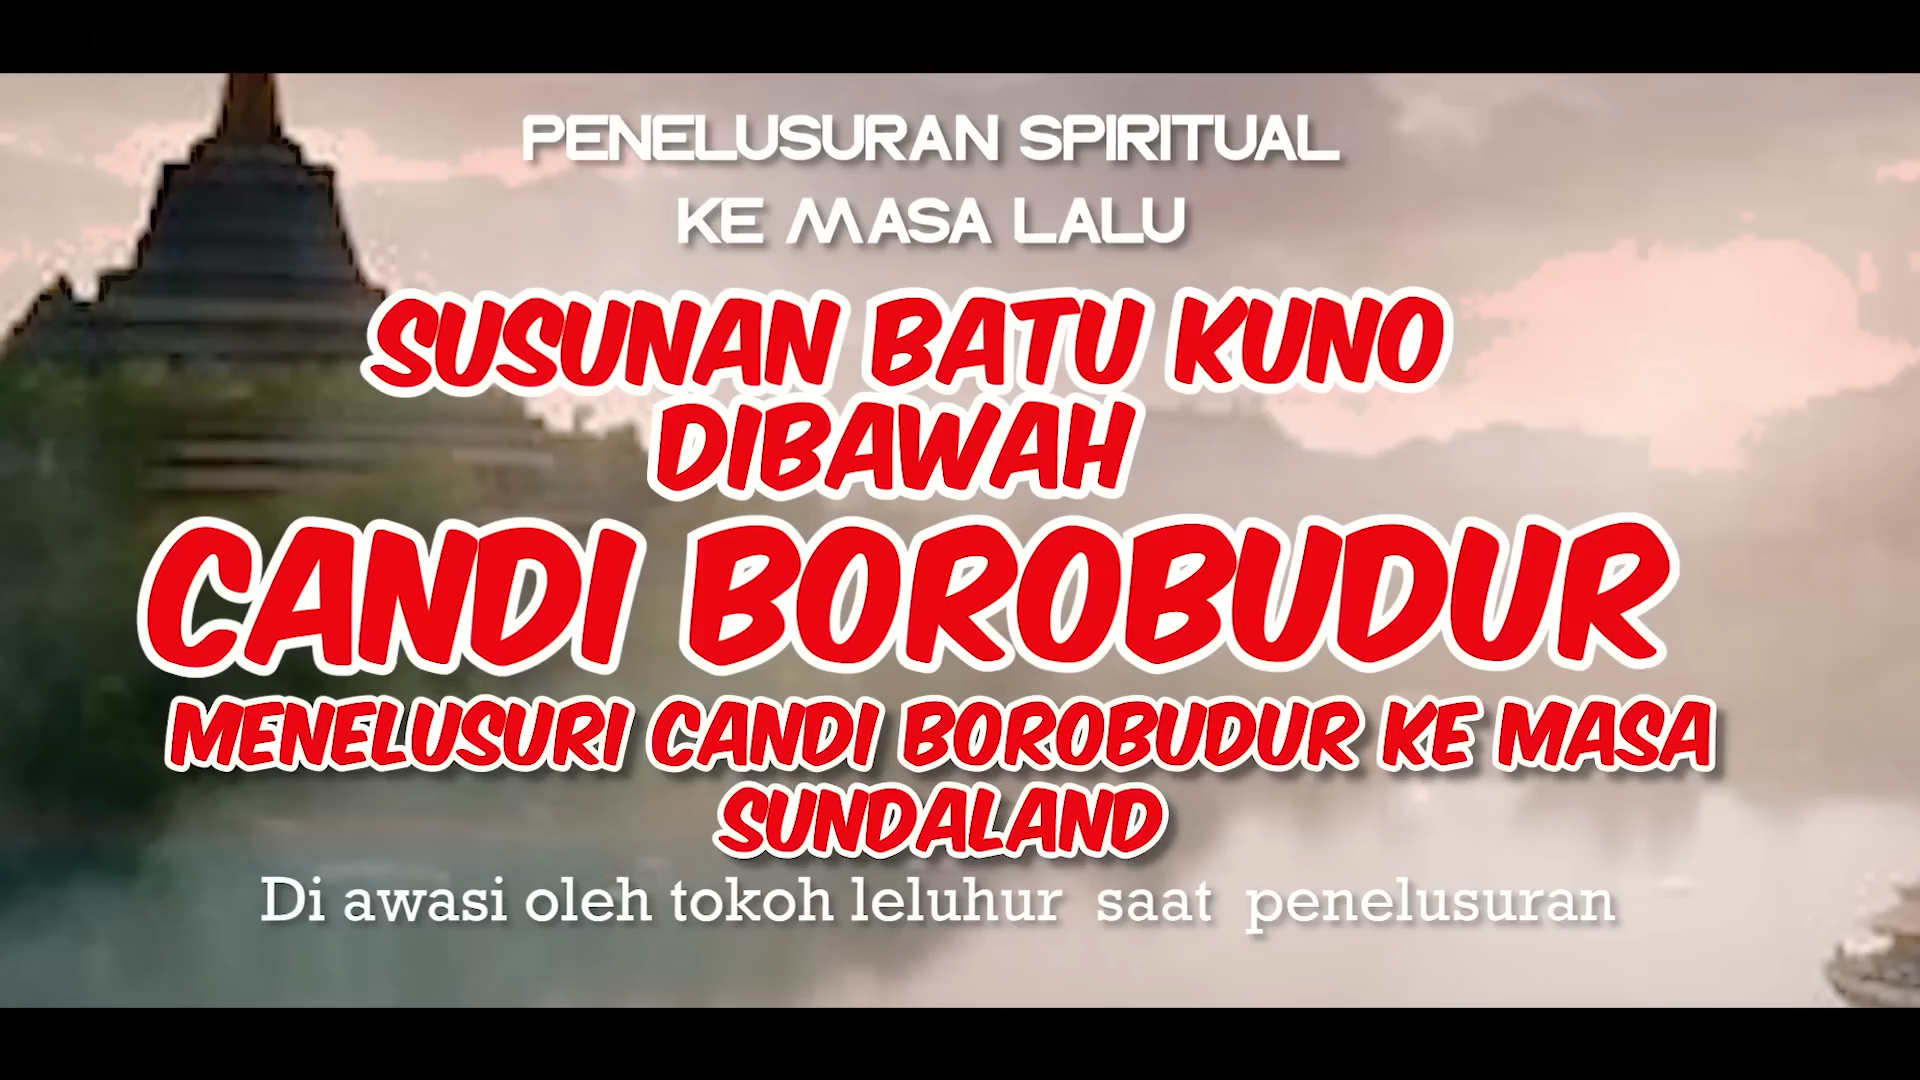 PENELUSURAN SPIRITUAL
KE MASA LALU
SUSUNAN BATU KUNO
DIBAWAH
CANDI BOROBUDUR
MENELUSURI CANDI BOROBUDUR KE MASA
SUNDALAND
Di awasi oleh tokoh leluhur saat penelusuran